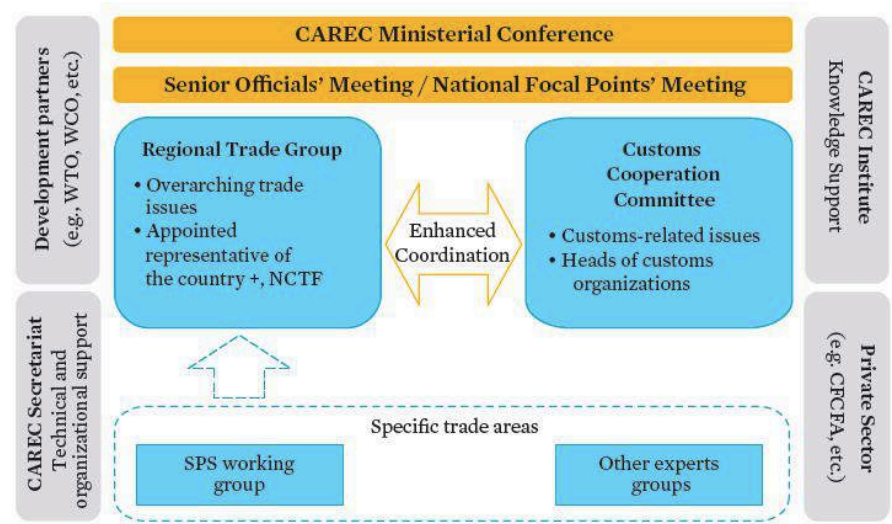 CAREC Ministerial Conference
Senior Officials’ Meeting / National Focal Points’ Meeting
Development partners
(e.g., WTO, WCO, etc.)
CAREC Secretariat
Technical and
organizational support
Regional Trade Group
• Overarching trade
issues
• Appointed
representative of
the country +, NCTF
Enhanced
Coordination
Customs
Cooperation
Committee
• Customs-related issues
• Heads of customs
organizations
CAREC Institute
Knowledge Support
Private Sector
(e.g. CFCFA, etc.)
Specific trade areas
SPS working
group
Other experts
groups